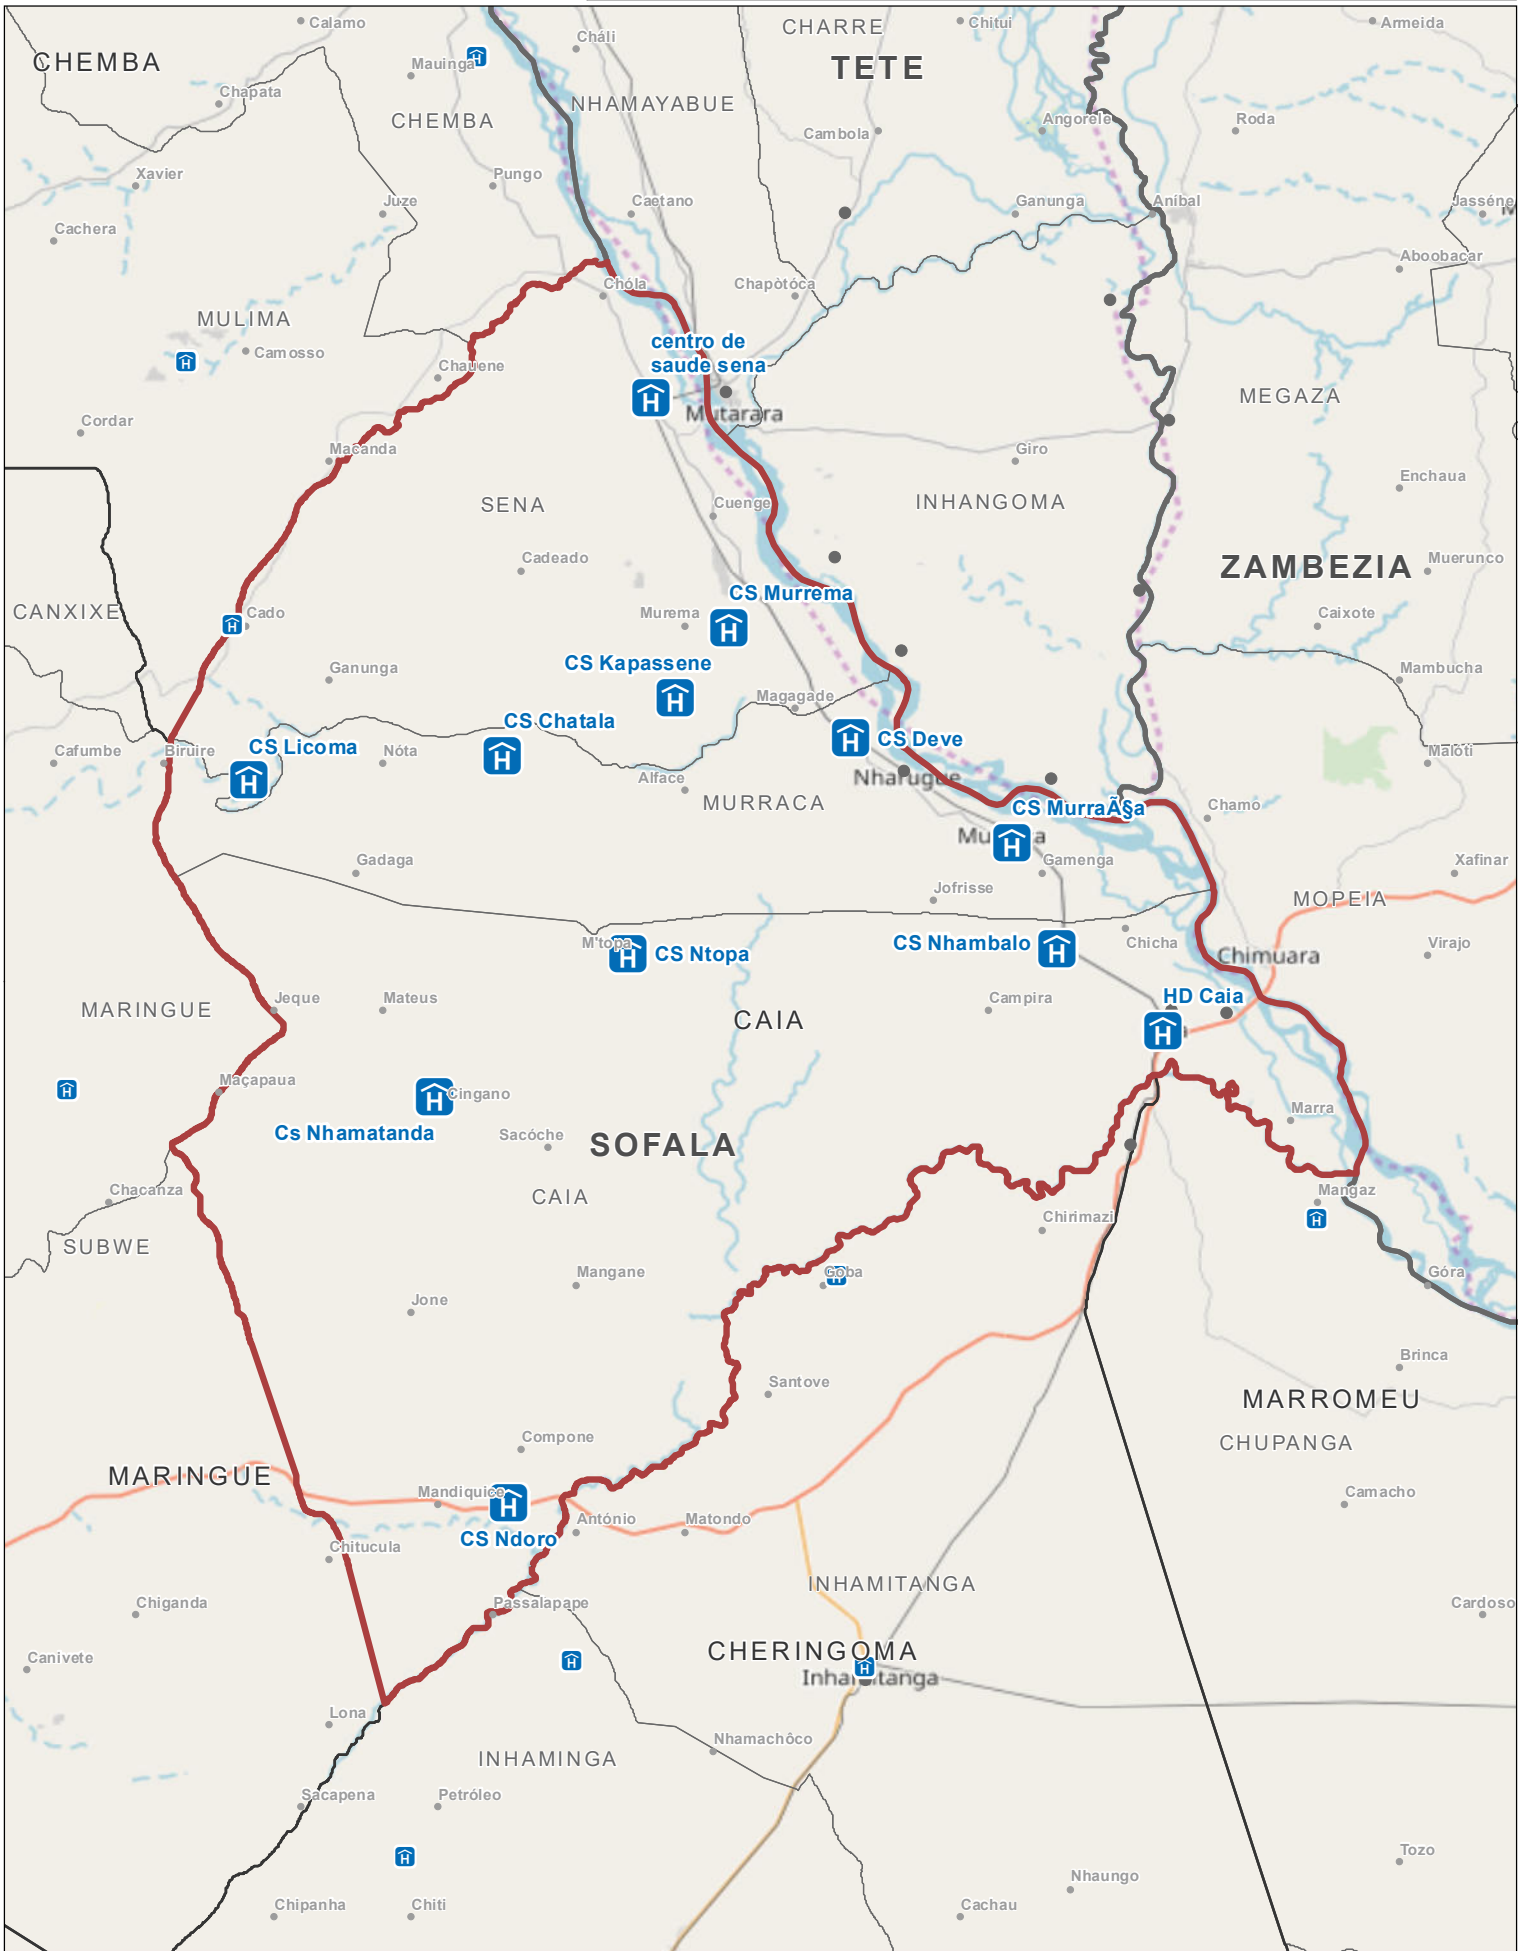 Calamo
CHARRE
Chitui
Armeida
Cháli
CHEMBA
Mauinga
TETE
Chapata
NHAMAYABUE
CHEMBA
Cambola
Angorele
Roda
Xavier
Pungo
Juze
Caetano
Ganunga
Aníbal
Jasséne
Cachera
Aboobacar
Chóla
Chapòtóca
MULIMA
Camosso
centro de
saude sena
Chauene
MEGAZA
Mutarara
Cordar
Macanda
Giro
Enchaua
SENA
Cuenge
INHANGOMA
Cadeado
Muerunco
ZAMBEZIA
CS Murrema
CANXIXE
Cado
Murema
Caixote
CS Kapassene
Ganunga
Mambucha
Magagade
CS Chatala
CS Licoma
CS Deve
Cafumbe
Biruire
Nóta
Maloti
Alface
Nharugue
MURRACA
CS MurraÃ§a
Chamo
Gadaga
Gamenga
Xafinar
Jofrisse
MOPEIA
M'topa
CS Ntopa
CS Nhambalo
Chicha
Virajo
Chimuara
Jeque
Mateus
Campira
HD Caia
MARINGUE
CAIA
Maçapaua
Cingano
Marra
Cs Nhamatanda
Sacóche
SOFALA
Chacanza
CAIA
Mangaz
Chirimazi
SUBWE
Mangane
Goba
Góra
Jone
Brinca
Santove
MARROMEU
Compone
CHUPANGA
MARINGUE
Mandiquice
Camacho
António
Matondo
CS Ndoro
Chitucula
INHAMITANGA
Chiganda
Passalapape
Cardoso
CHERINGOMA
Canivete
Inhamitanga
Lona
Nhamachôco
INHAMINGA
Sacapena
Petróleo
Tozo
Nhaungo
Chipanha
Chiti
Cachau